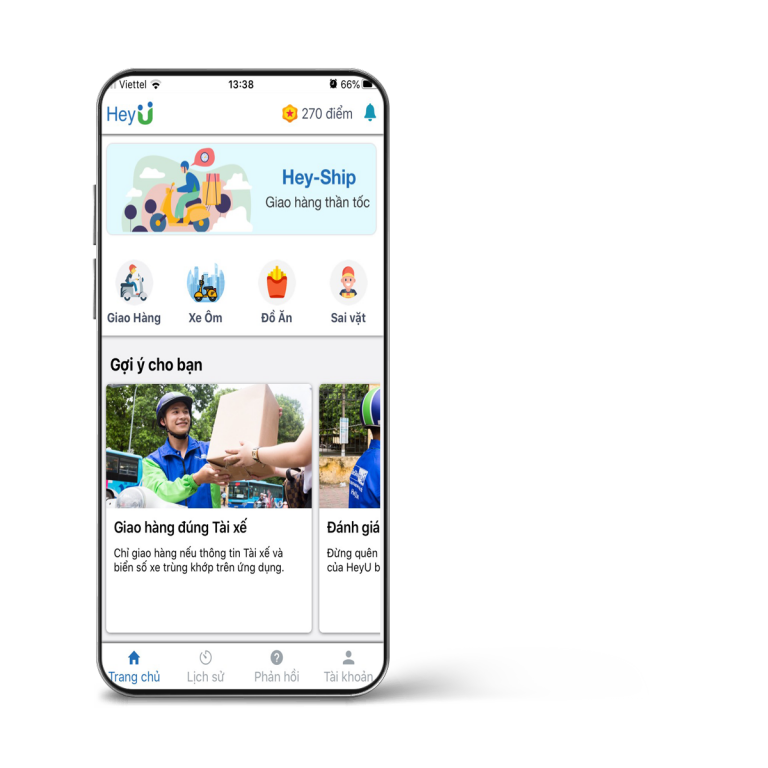 Viettel 13:38 66%
HeyU 270 điểm
Hey-Ship
Giao hàng thần tốc
Giao Hàng Xe Ôm Đồ Ăn Sai vặt
Gợi ý cho bạn
Giao hàng đúng Tài xế
Chỉ giao hàng nếu thông tin Tài xế và
biển số xe trùng khớp trên ứng dụng.
Đánh giá
Đừng quên
của HeyU b
Trang chủ Lịch sử Phản hồi Tài khoản